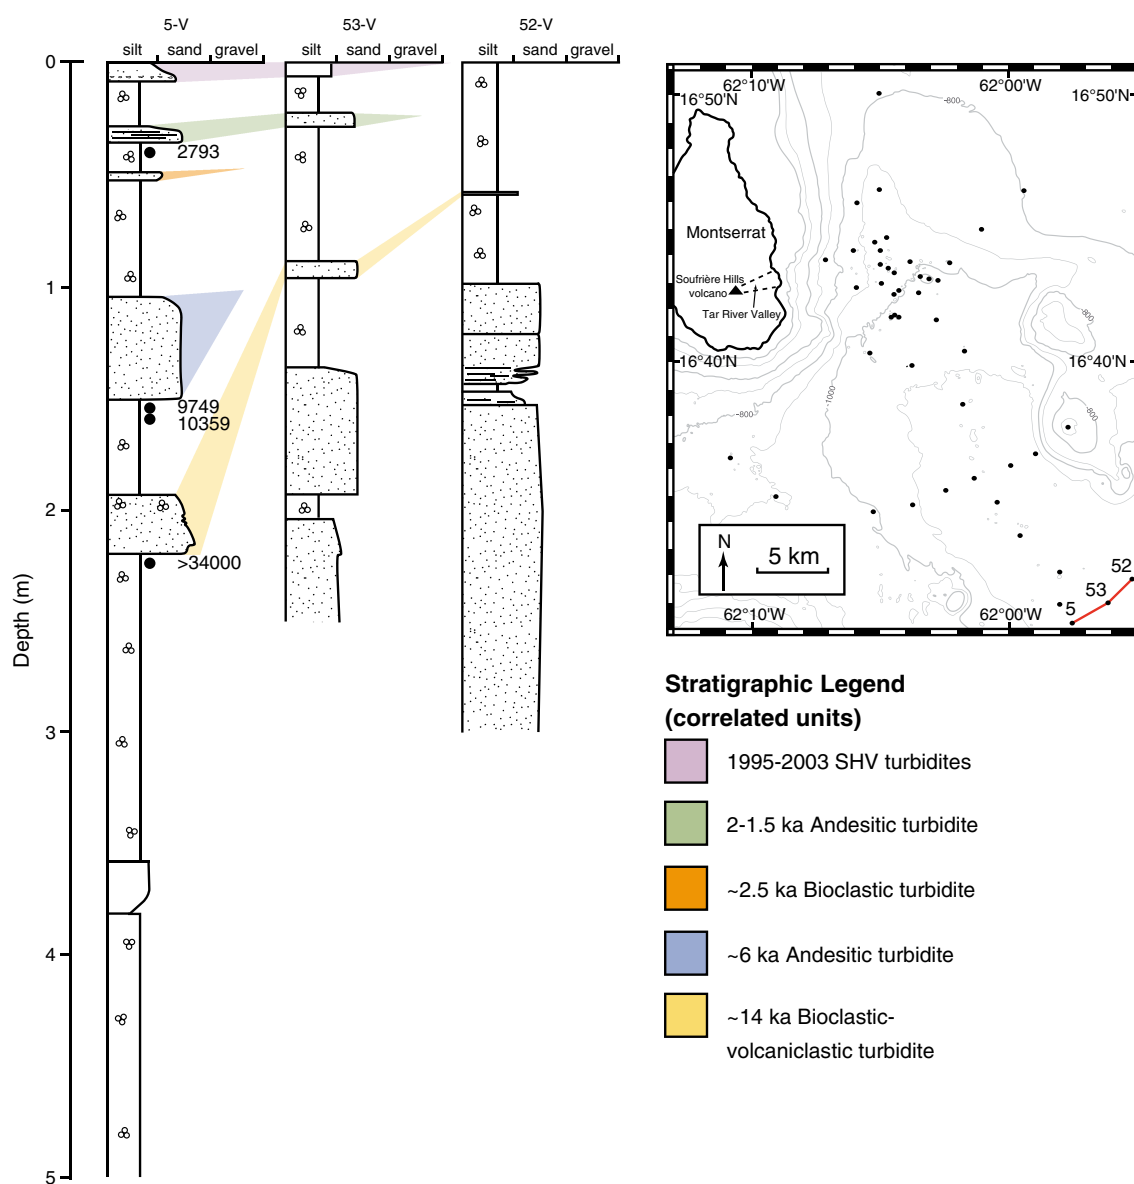 5-V
53-V
52-V
silt sand gravel
silt sand gravel
silt sand gravel
0
1
2
3
4
5
Depth (m)
2793
9749
10359
>34000
62°10'W
62°00'W
16°50'N
16°50'N
-800
Montserrat
Soufrière Hills
volcano
Tar River Valley
-800
16°40'N
16°40'N
-1000
-800
-800
N
5 km
52
53
5
62°10'W
62°00'W
Stratigraphic Legend
(correlated units)
1995-2003 SHV turbidites
2-1.5 ka Andesitic turbidite
~2.5 ka Bioclastic turbidite
~6 ka Andesitic turbidite
~14 ka Bioclastic-
volcaniclastic turbidite